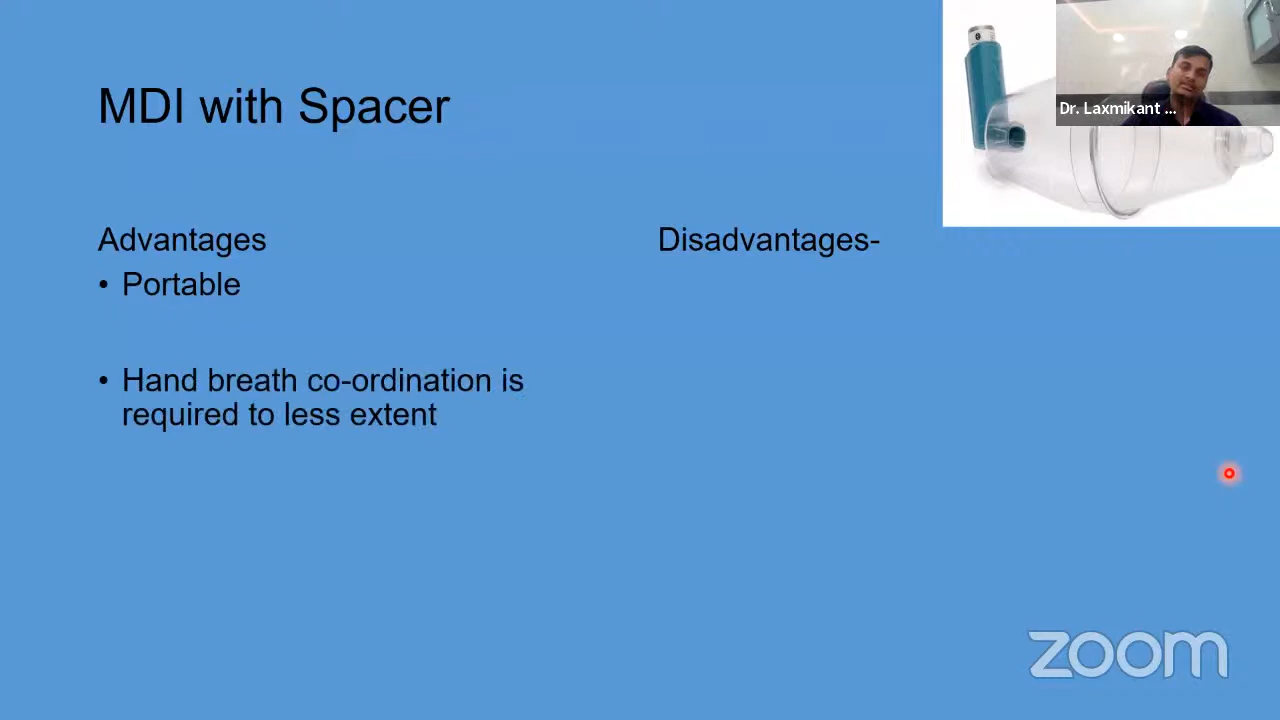 MDI with Spacer
Dr. Laxmikant ...
Advantages
• Portable
• Hand breath co-ordination is
required to less extent
Disadvantages-
zoom